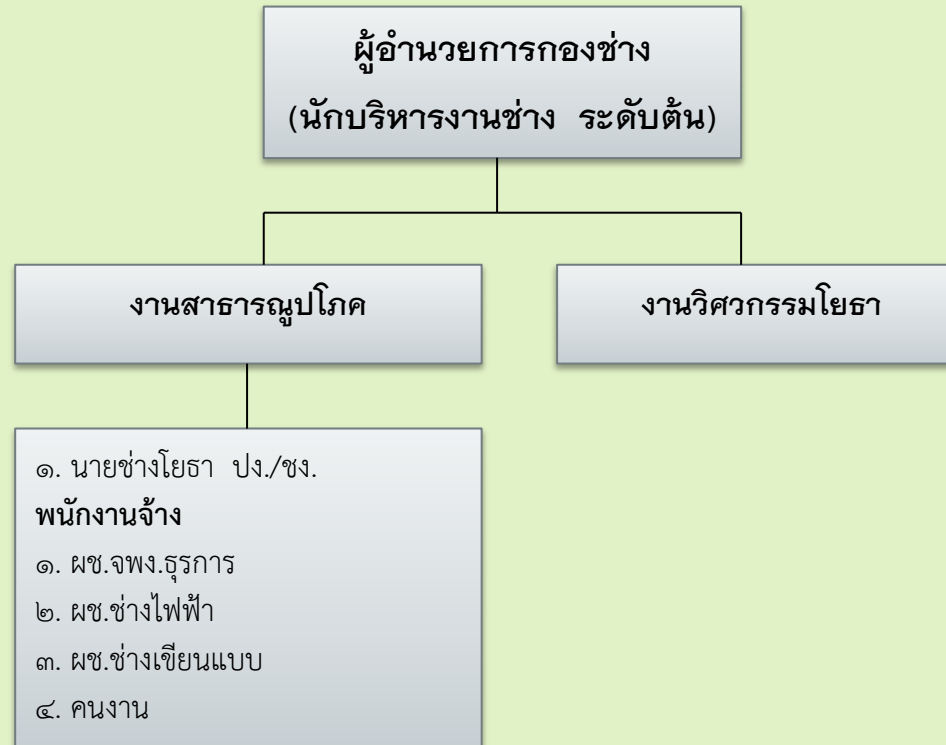 ผู้อำนวยการกองช่าง
(นักบริหารงานช่าง ระดับต้น)
งานสาธารณูปโภค
งานวิศวกรรมโยธา
๑. นายช่างโยธา ปง./ชง.
พนักงานจ้าง
๑. ผช.จพง.ธุรการ
๒. ผช.ช่างไฟฟ้า
๓. ผช.ช่างเขียนแบบ
๔. คนงาน